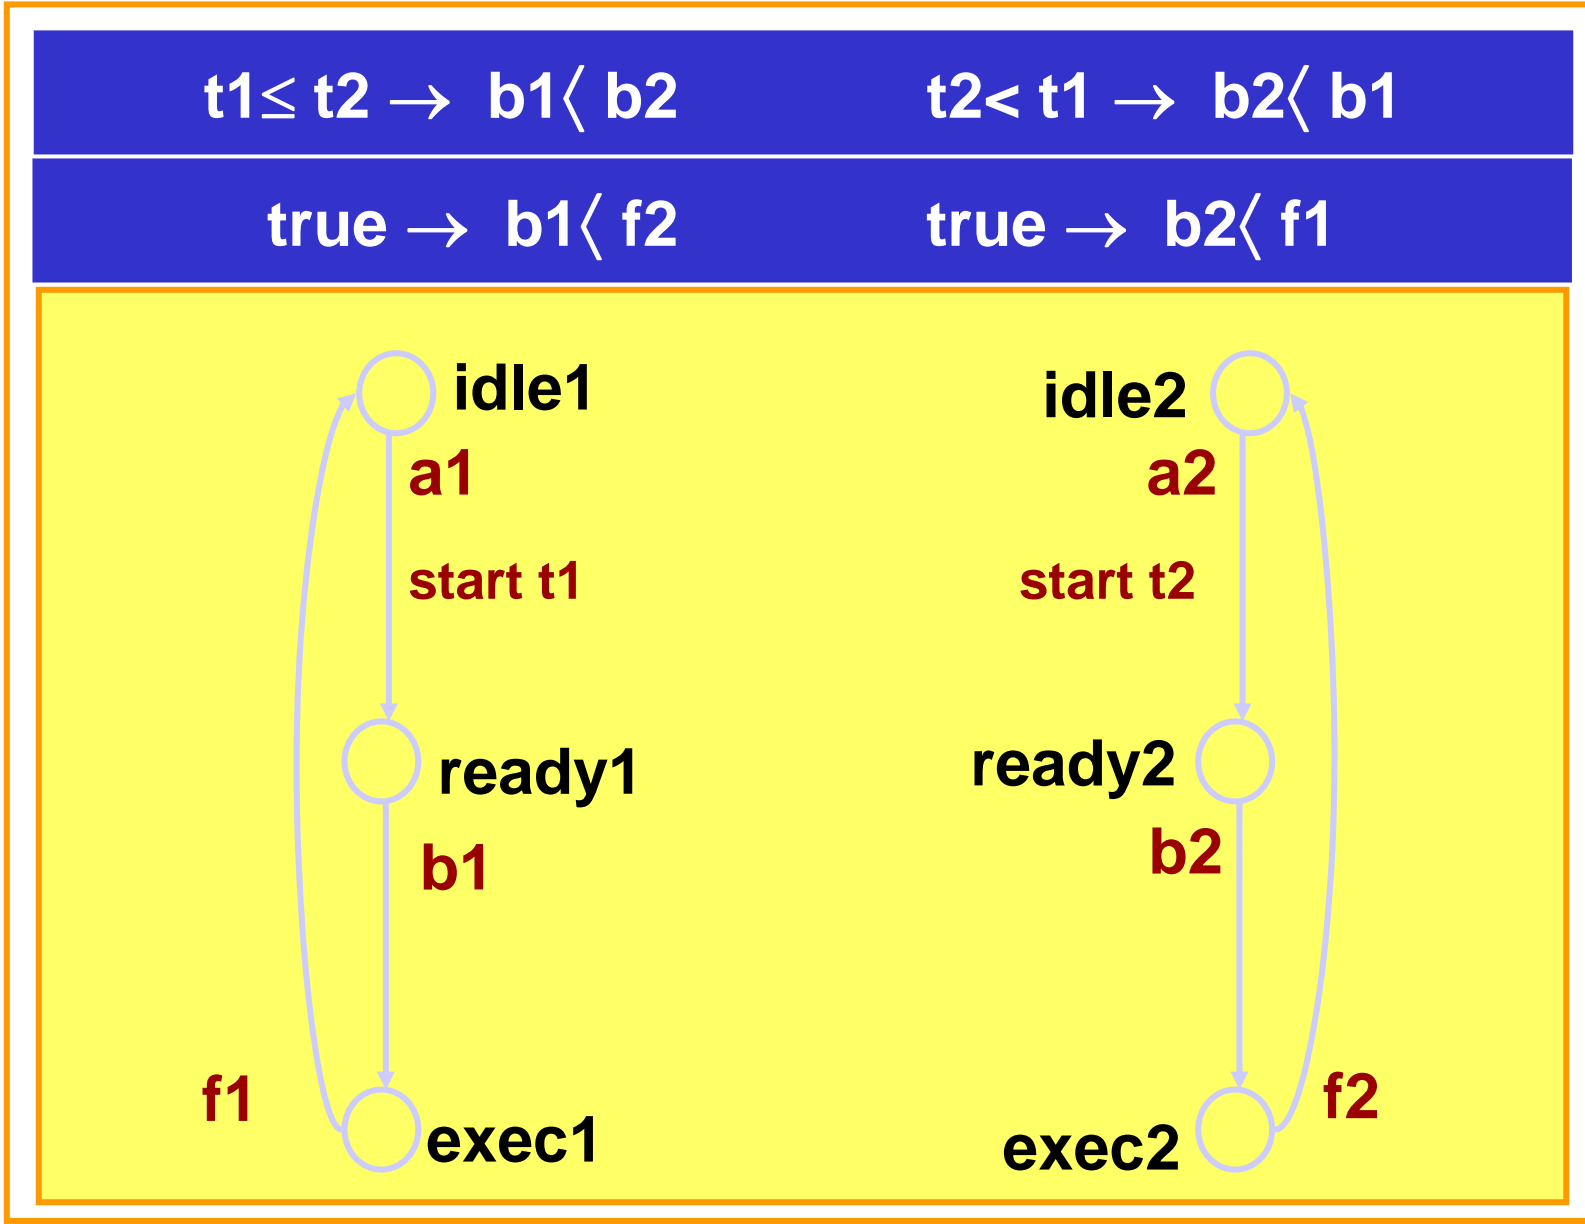 t1≤ t2 → b1〈 b2 t2< t1 → b2〈 b1
true → b1〈 f2 true → b2〈 f1
idle1 idle2
a1 a2
start t1 start t2
ready1 ready2
b1 b2
f1 f2
exec1 exec2